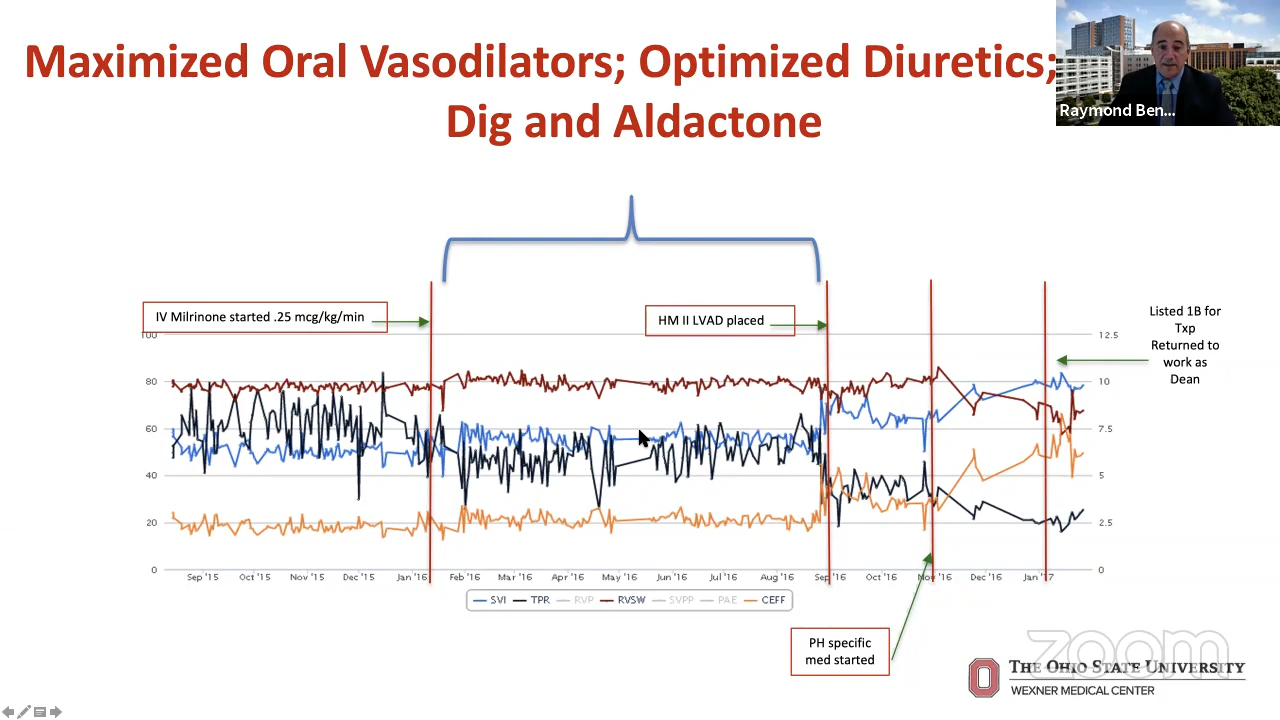 Maximized Oral Vasodilators; Optimized Diuretics;
Dig and Aldactone
Raymond Ben...
IV Milrinone started .25 mcg/kg/min
HM II LVAD placed
Listed 1B for
Txp
Returned to
work as
Dean
100
80
60
40
20
0
12.5
10
7.5
5
2.5
0
Sep '15 Oct '15 Nov '15 Dec '15 Jan '16 Feb '16 Mar '16 Apr '16 May '16 Jun '16 Jul '16 Aug '16 Sep '16 Oct '16 Nov '16 Dec '16 Jan '17
SVI TPR RVP RVSW SVPP PAE CEFF
PH specific
med started
zoom
THE OHIO STATE UNIVERSITY
WEXNER MEDICAL CENTER